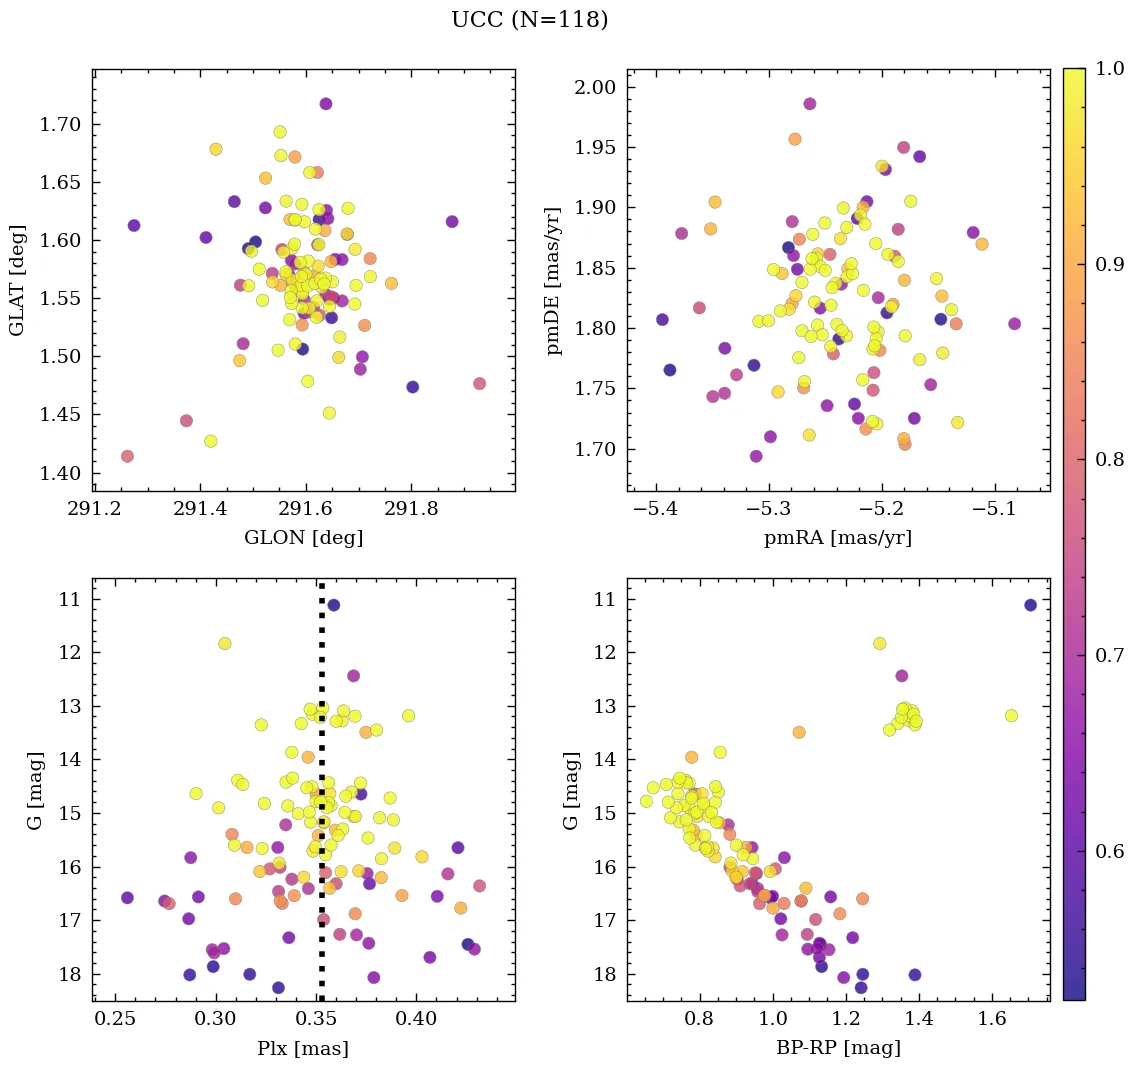 UCC (N=118)
1.70
1.65
1.60
1.55
1.50
1.45
1.40
GLAT [deg]
291.2 291.4 291.6 291.8
GLON [deg]
2.00
1.95
1.90
1.85
1.80
1.75
1.70
pmDE [mas/yr]
−5.4 −5.3 −5.2 −5.1
pmRA [mas/yr]
1.0
0.9
0.8
0.7
0.6
11
12
13
14
15
16
17
18
G [mag]
0.25 0.30 0.35 0.40
Plx [mas]
11
12
13
14
15
16
17
18
G [mag]
0.8 1.0 1.2 1.4 1.6
BP-RP [mag]